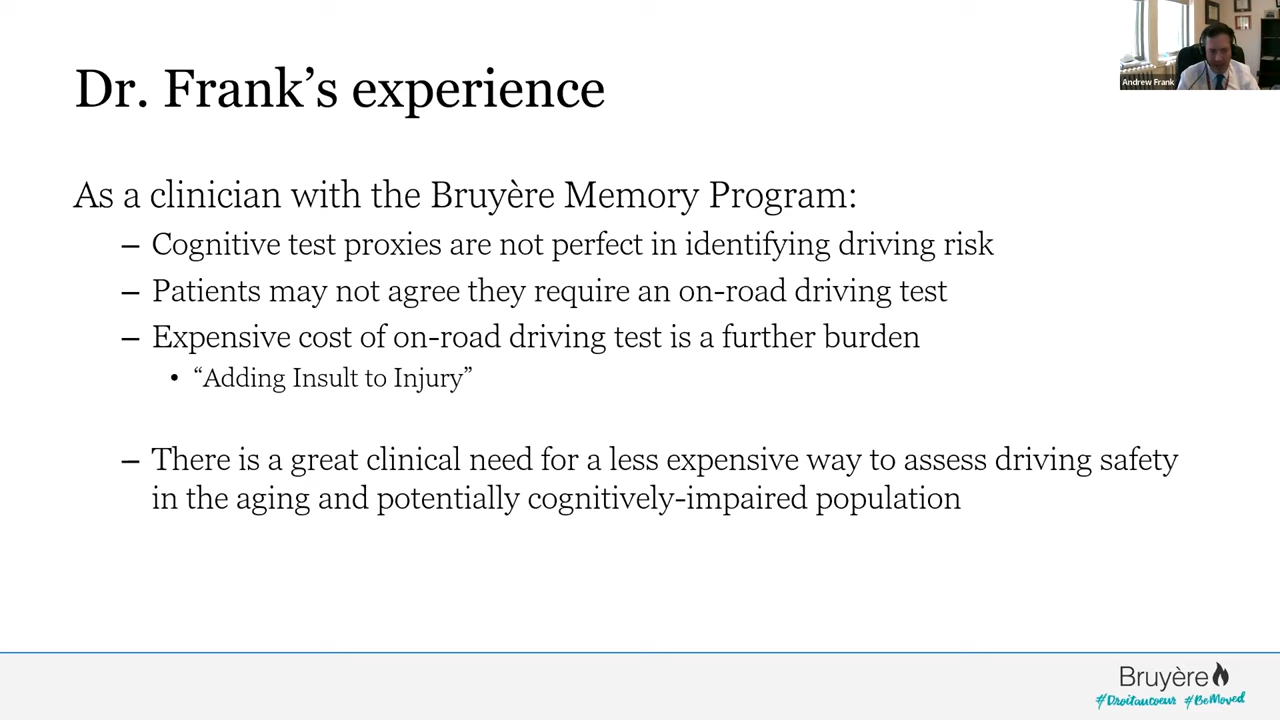 Andrew Frank
Dr. Frank’s experience
As a clinician with the Bruyère Memory Program:
– Cognitive test proxies are not perfect in identifying driving risk
– Patients may not agree they require an on-road driving test
– Expensive cost of on-road driving test is a further burden
• “Adding Insult to Injury”
– There is a great clinical need for a less expensive way to assess driving safety
in the aging and potentially cognitively-impaired population
Bruyère
#Droitaucoeur #BeMoved